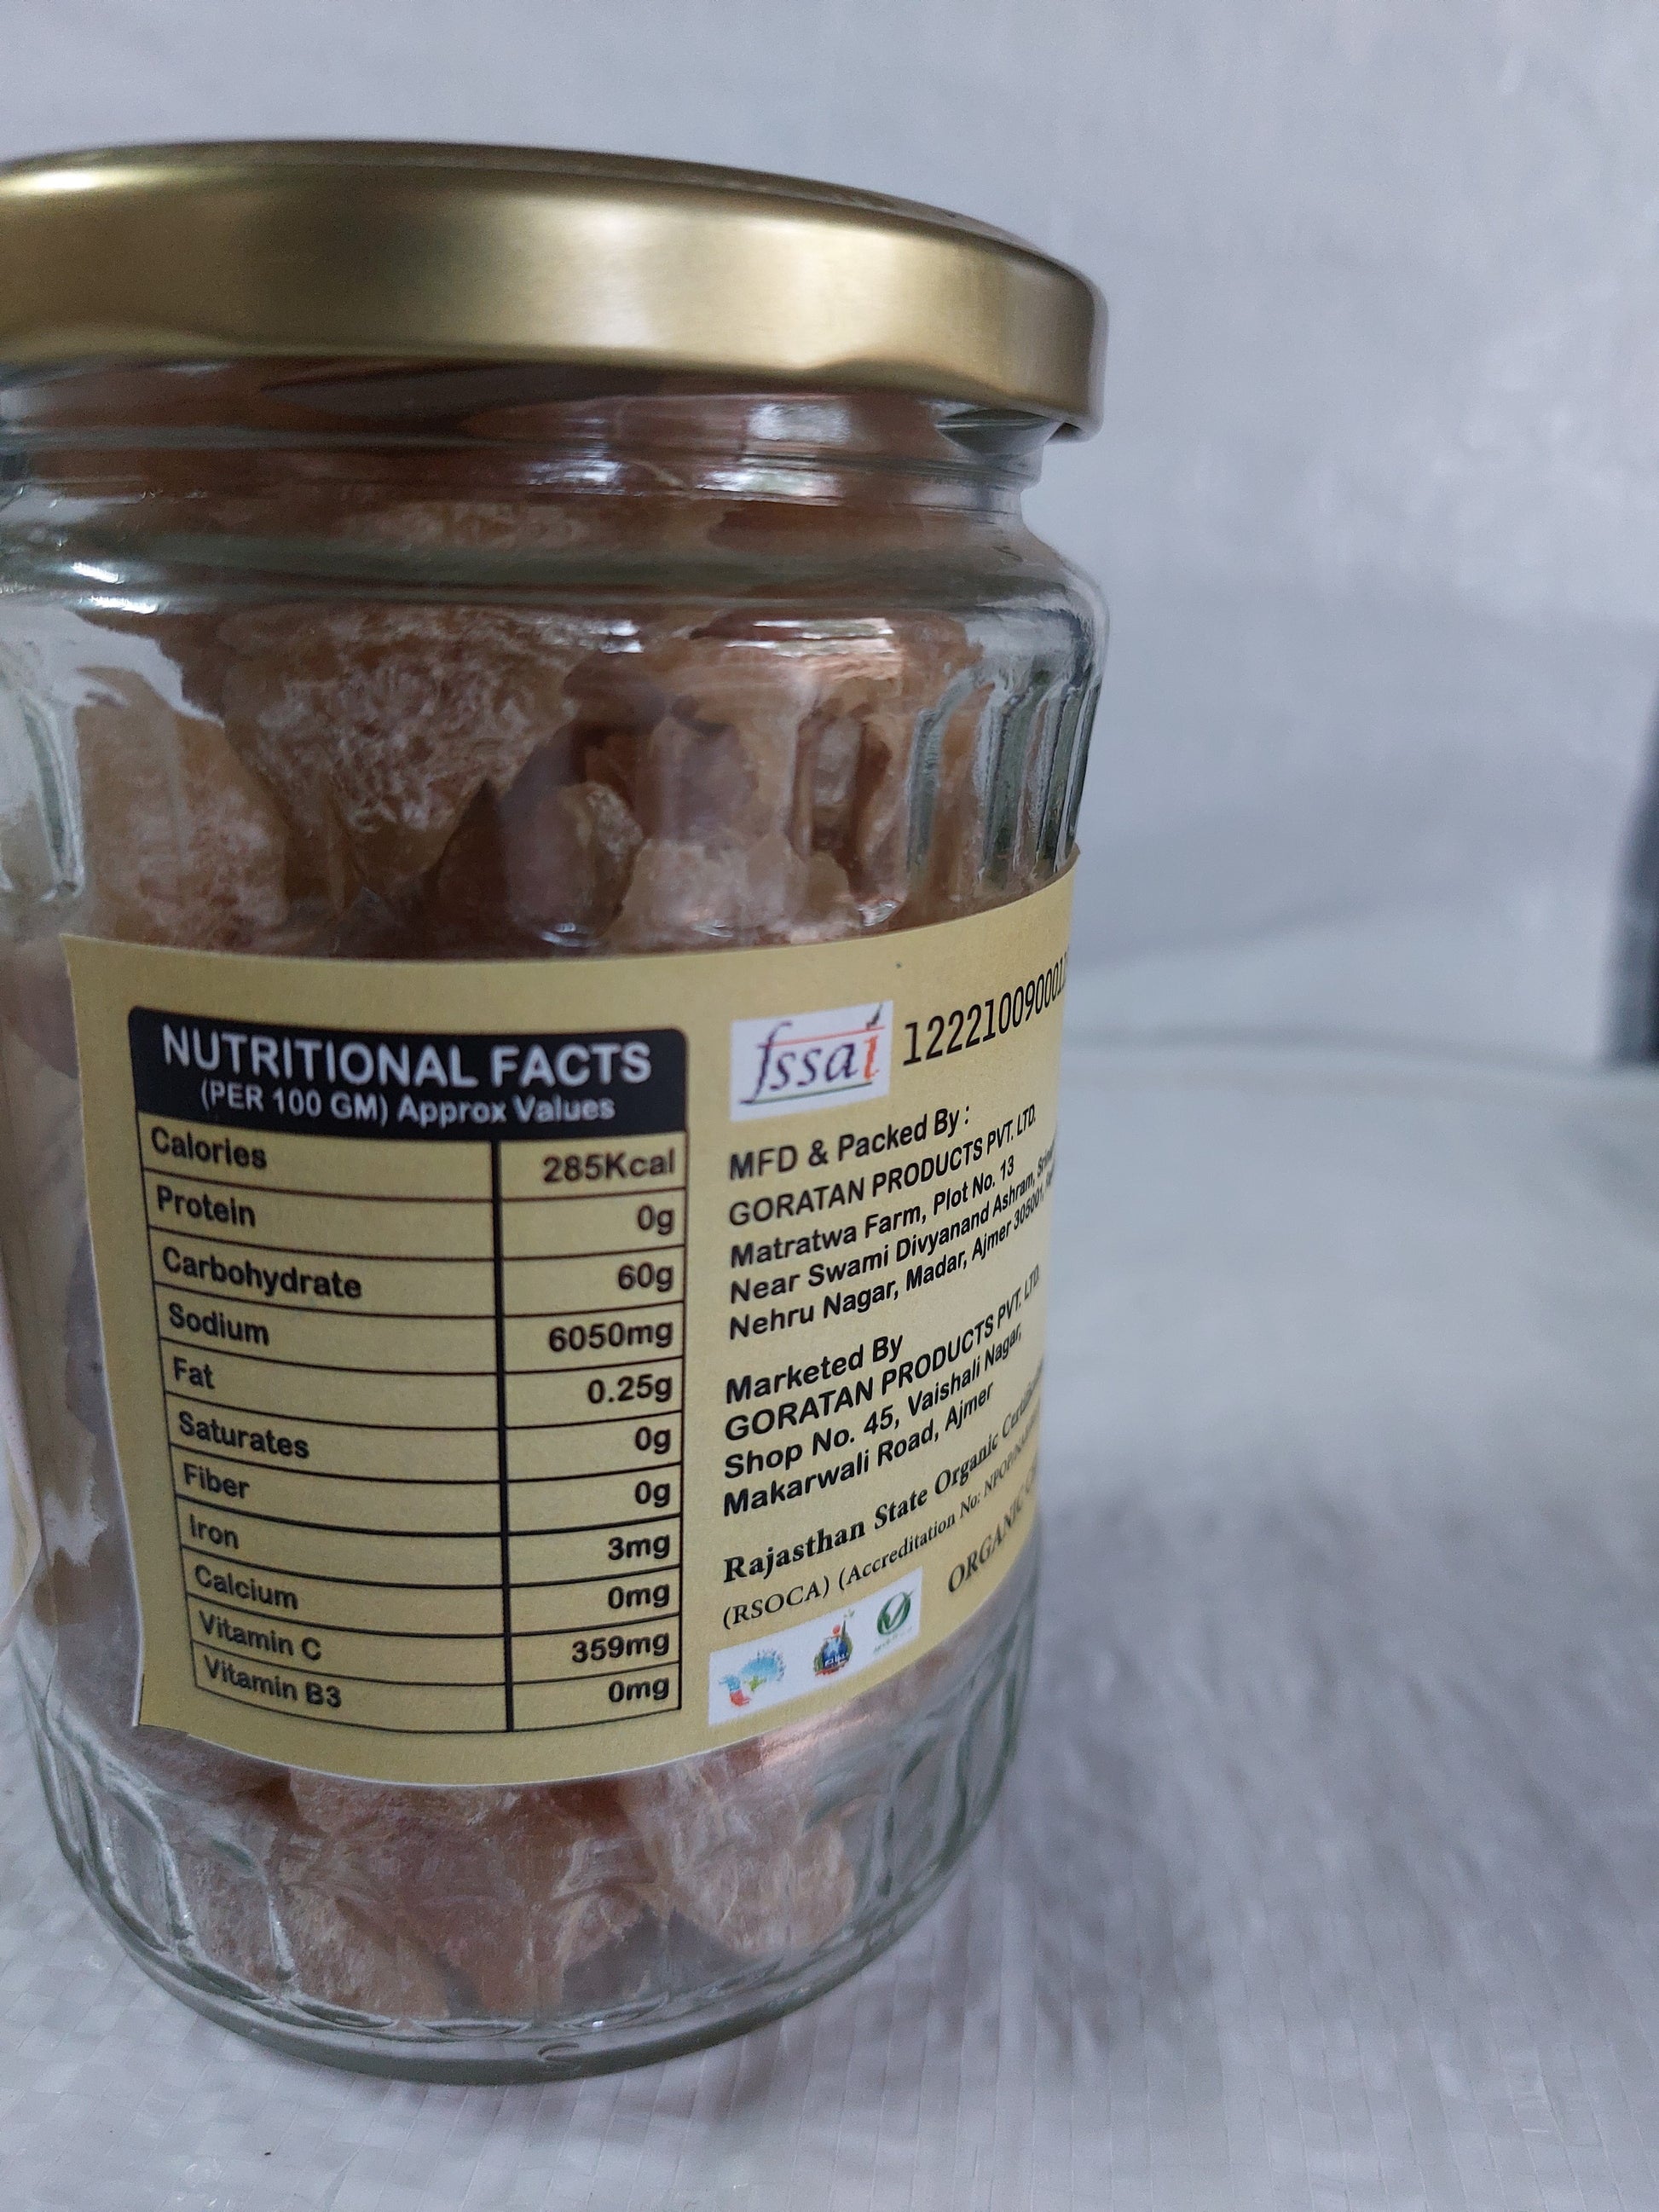 NUTRITIONAL FACTS
(PER 100 GM) Approx Values
Calories 285Kcal
Protein 0g
Carbohydrate 60g
Sodium 6050mg
Fat 0.25g
Saturates 0g
Fiber 0g
Iron 3mg
Calcium 0mg
Vitamin C 359mg
Vitamin B3 0mg
fssai
MFD & Packed By :
GORATAN PRODUCTS PVT. LTD.
Matratwa Farm, Plot No. 13
Near Swami Divyanand Ashram,
Nehru Nagar, Madar, Ajmer 305001,
Marketed By
GORATAN PRODUCTS PVT. LTD.
Shop No. 45, Vaishali Nagar,
Makarwali Road, Ajmer
Rajasthan State Organic
(RSOCA) (Accreditation No:
ORGANIC